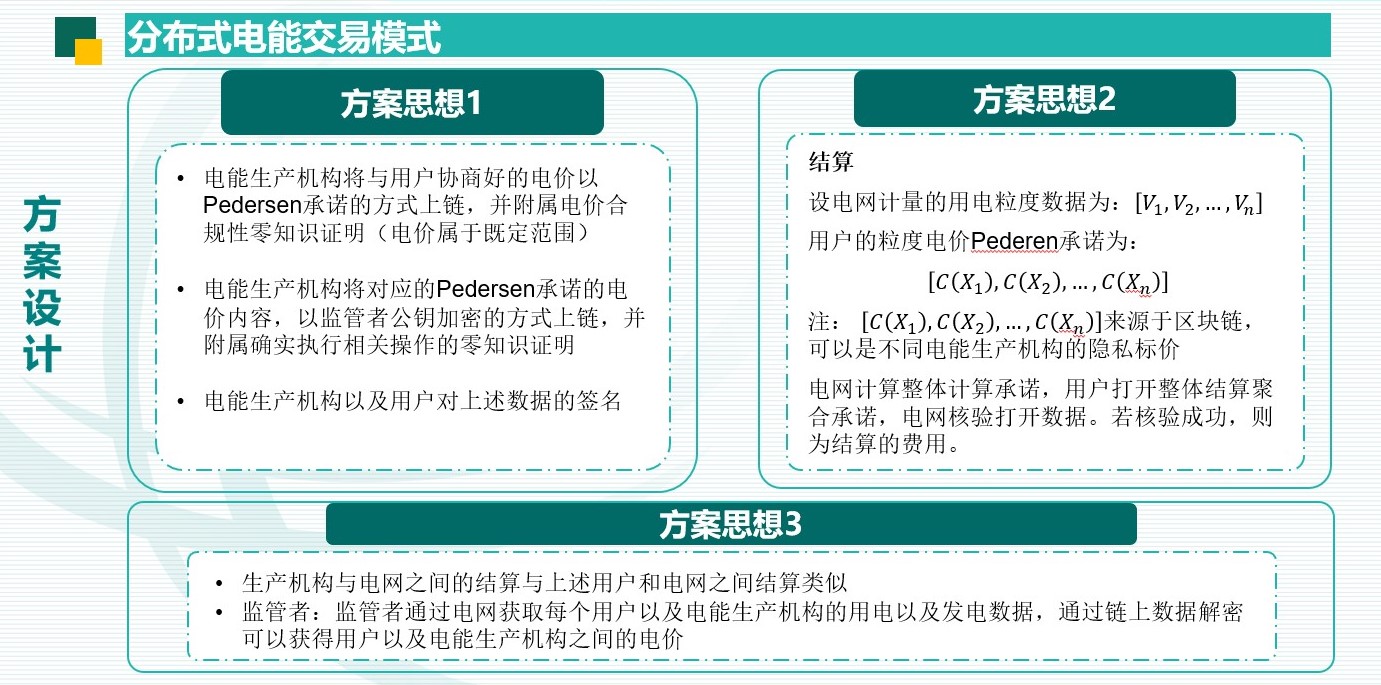 分布式电能交易模式
方案设计
方案思想1
• 电能生产机构将与用户协商好的电价以
Pedersen承诺的方式上链，并附属电价合
规性零知识证明（电价属于既定范围）
• 电能生产机构将对应的Pedersen承诺的电
价内容，以监管者公钥加密的方式上链，并
附属确实执行相关操作的零知识证明
• 电能生产机构以及用户对上述数据的签名
方案思想2
结算
设电网计量的用电粒度数据为：[V₁, V₂, …, Vₙ]
用户的粒度电价Pederen承诺为：
[C(X₁), C(X₂), …, C(Xₙ)]
注： [C(X₁), C(X₂), …, C(Xₙ)]来源于区块链，
可以是不同电能生产机构的隐私标价
电网计算整体计算承诺，用户打开整体结算聚
合承诺，电网核验打开数据。若核验成功，则
为结算的费用。
方案思想3
• 生产机构与电网之间的结算与上述用户和电网之间结算类似
• 监管者：监管者通过电网获取每个用户以及电能生产机构的用电以及发电数据，通过链上数据解密
可以获得用户以及电能生产机构之间的电价